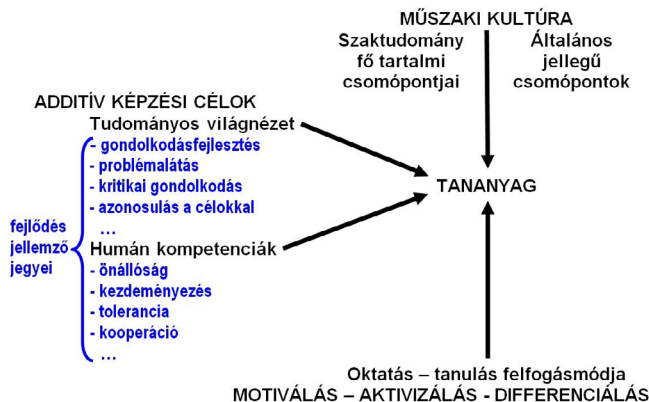 MŰSZAKI KULTÚRA
Szaktudomány
fő tartalmi
csomópontjai
Általános
jellegű
csomópontok
ADDITÍV KÉPZÉSI CÉLOK
Tudományos világnézet
- gondolkodásfejlesztés
- problémalátás
- kritikai gondolkodás
- azonosulás a célokkal
...
fejlődés
jellemző
jegyei
Humán kompetenciák
- önállóság
- kezdeményezés
- tolerancia
- kooperáció
...
TANANYAG
Oktatás – tanulás felfogásmódja
MOTIVÁLÁS – AKTIVIZÁLÁS - DIFFERENCIÁLÁS